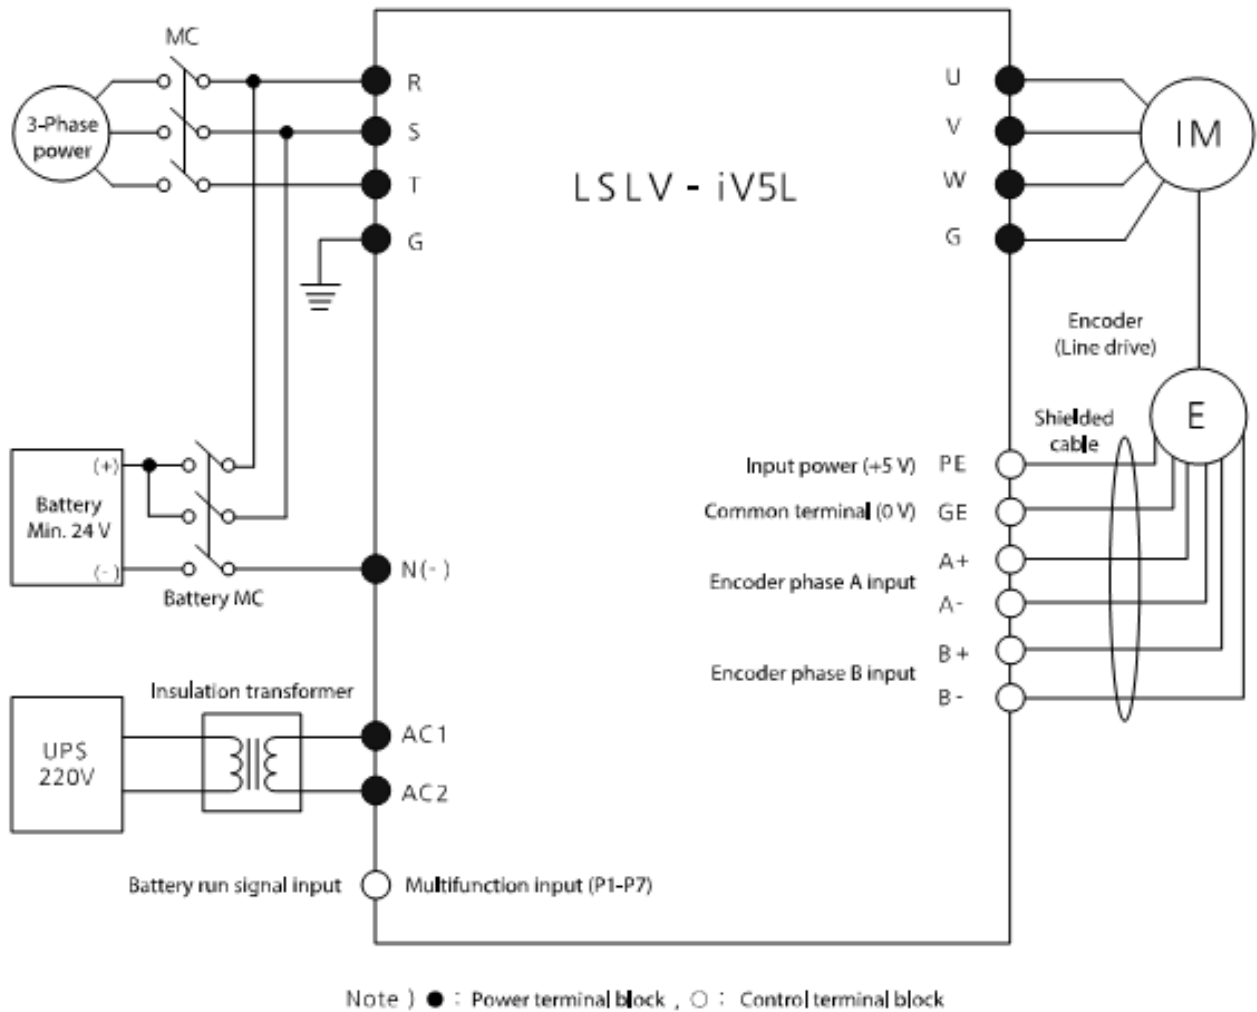 MC
3-Phase
power
R
S
T
G
LSLV - iV5L
U
V
W
G
IM
Encoder
(Line drive)
E
Shielded
cable
Battery
Min. 24 V
(+)
(-)
Battery MC
N(-)
Input power (+5 V) PE
Common terminal (0 V) GE
A+
Encoder phase A input
A-
B+
Encoder phase B input
B-
Insulation transformer
UPS
220V
AC1
AC2
Battery run signal input
Multifunction input (P1-P7)
Note ) ● : Power terminal block , ○ : Control terminal block